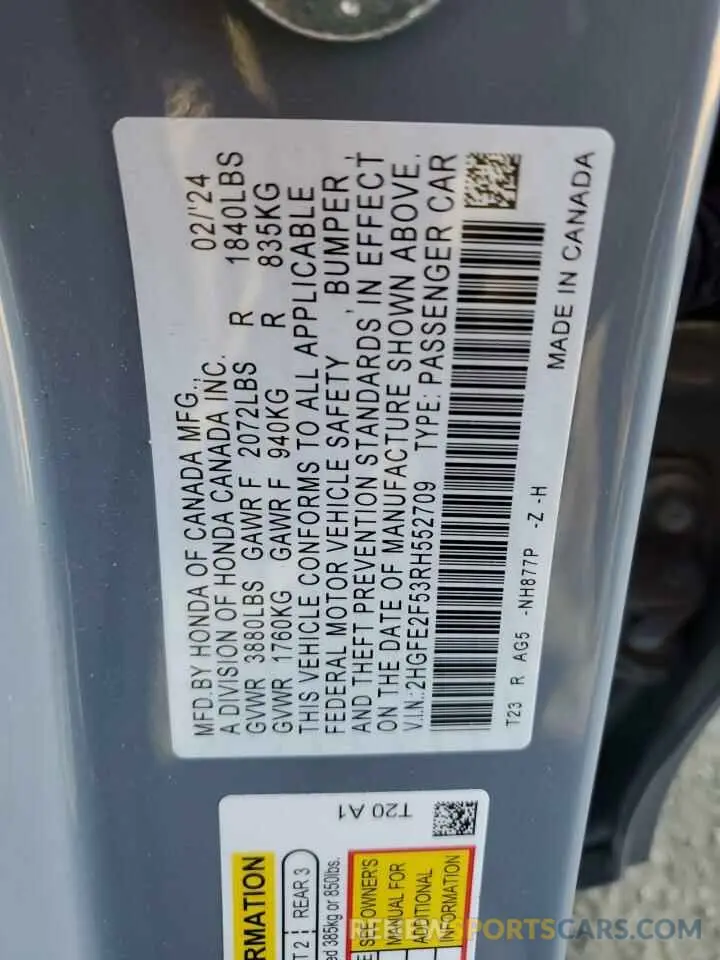 MFD.BY HONDA OF CANADA MFG., 02/'24
A DIVISION OF HONDA CANADA INC.
GVWR 3880LBS GAWR F 2072LBS R 1840LBS
GVWR 1760KG GAWR F 940KG R 835KG
THIS VEHICLE CONFORMS TO ALL APPLICABLE
FEDERAL MOTOR VEHICLE SAFETY , BUMPER ,
AND THEFT PREVENTION STANDARDS IN EFFECT
ON THE DATE OF MANUFACTURE SHOWN ABOVE.
V.I.N.:2HGFE2F53RH552709 TYPE: PASSENGER CAR
T23 R AG5 -NH877P -Z -H
MADE IN CANADA
T20 A1
RMATION
T 2 REAR 3
ed 385kg or 850lbs.
E SEE OWNER'S
MANUAL FOR
ADDITIONAL
INFORMATION
REVIEWSPORTSCARS.COM